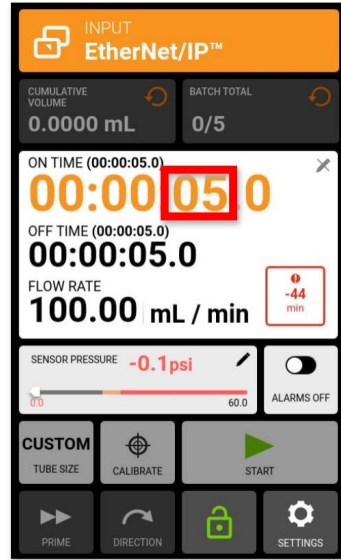 INPUT
EtherNet/IP™
CUMULATIVE
VOLUME
0.0000 mL
BATCH TOTAL
0/5
ON TIME (00:00:05.0)
00:00:05.0
OFF TIME (00:00:05.0)
00:00:05.0
FLOW RATE
100.00 mL / min
-44
min
SENSOR PRESSURE -0.1psi
0.0 60.0
ALARMS OFF
CUSTOM
TUBE SIZE
CALIBRATE
START
PRIME
DIRECTION
SETTINGS